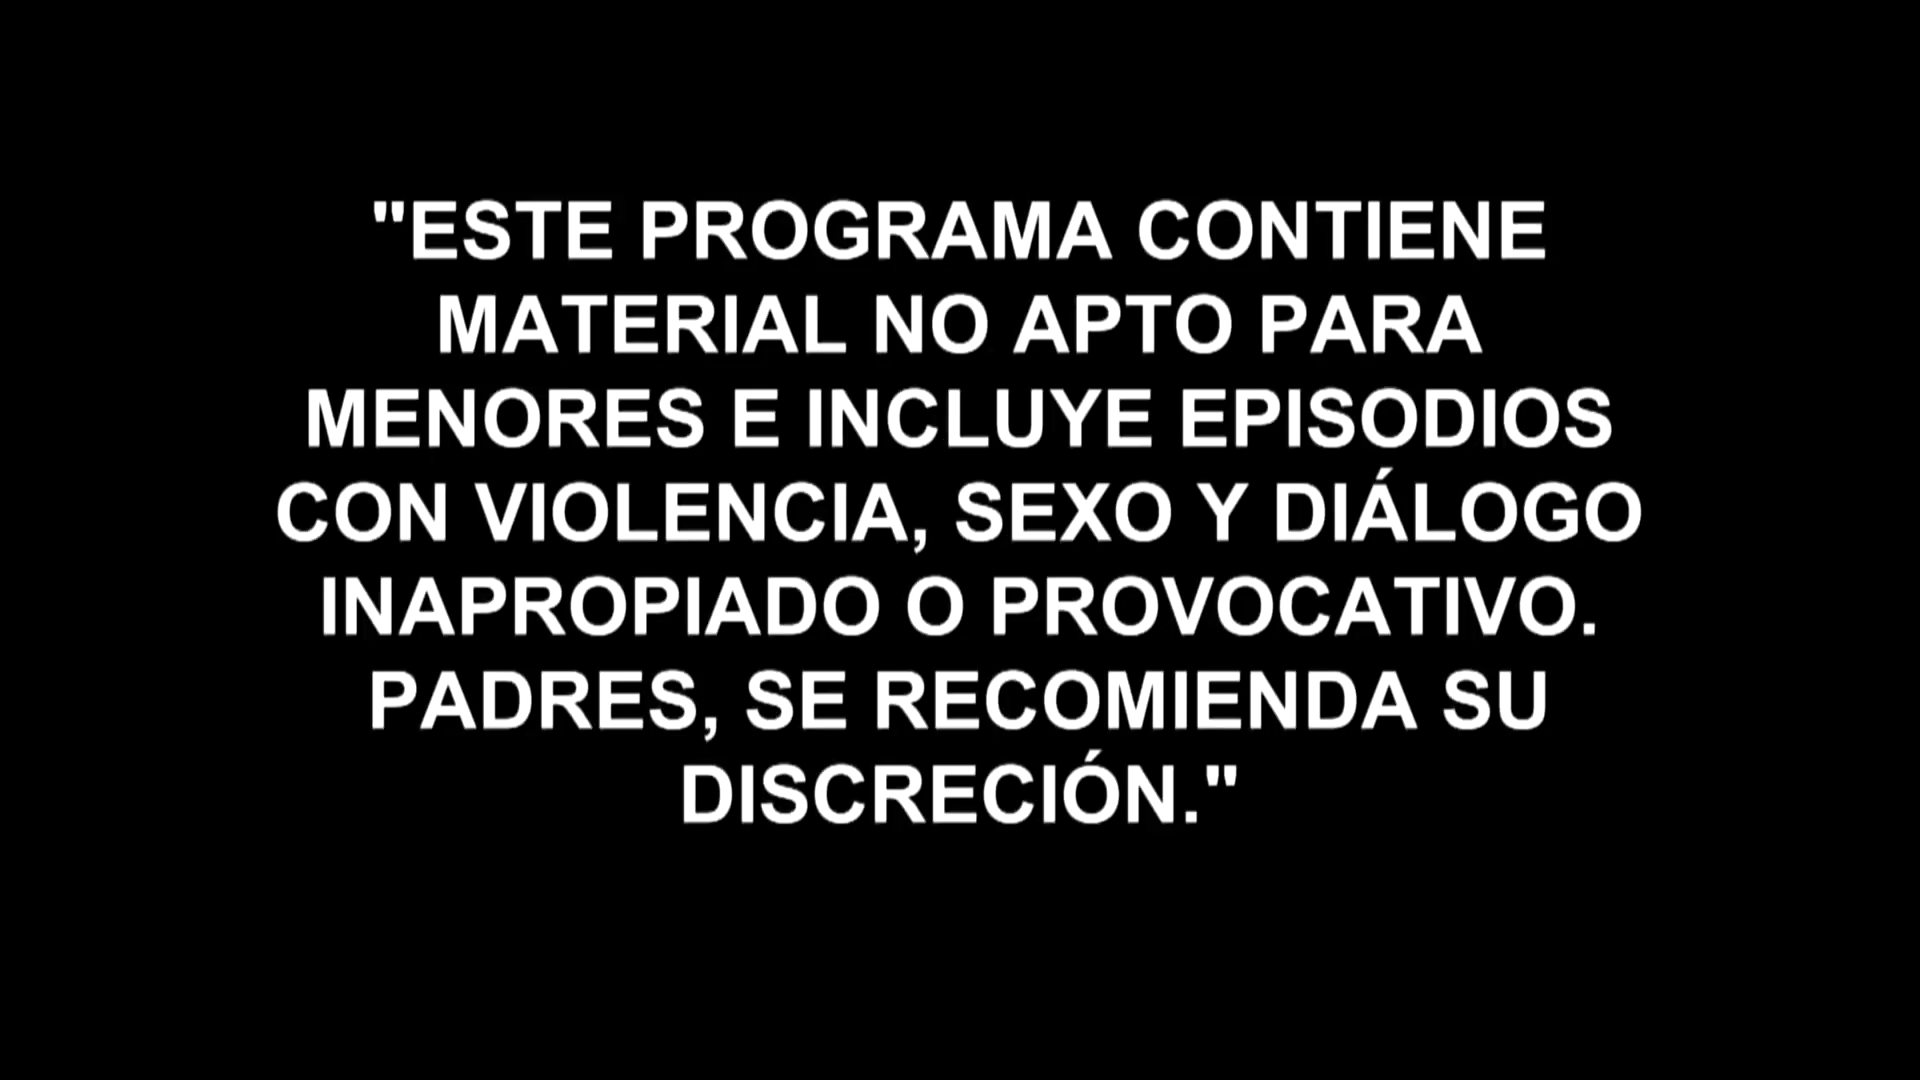 "ESTE PROGRAMA CONTIENE
MATERIAL NO APTO PARA
MENORES E INCLUYE EPISODIOS
CON VIOLENCIA, SEXO Y DIÁLOGO
INAPROPIADO O PROVOCATIVO.
PADRES, SE RECOMIENDA SU
DISCRECIÓN."